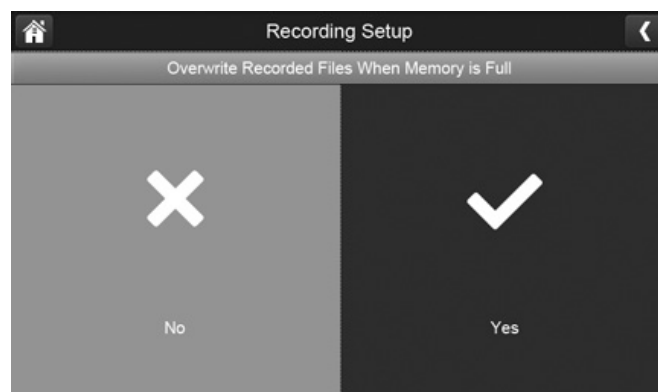 Recording Setup
Overwrite Recorded Files When Memory is Full
No
Yes